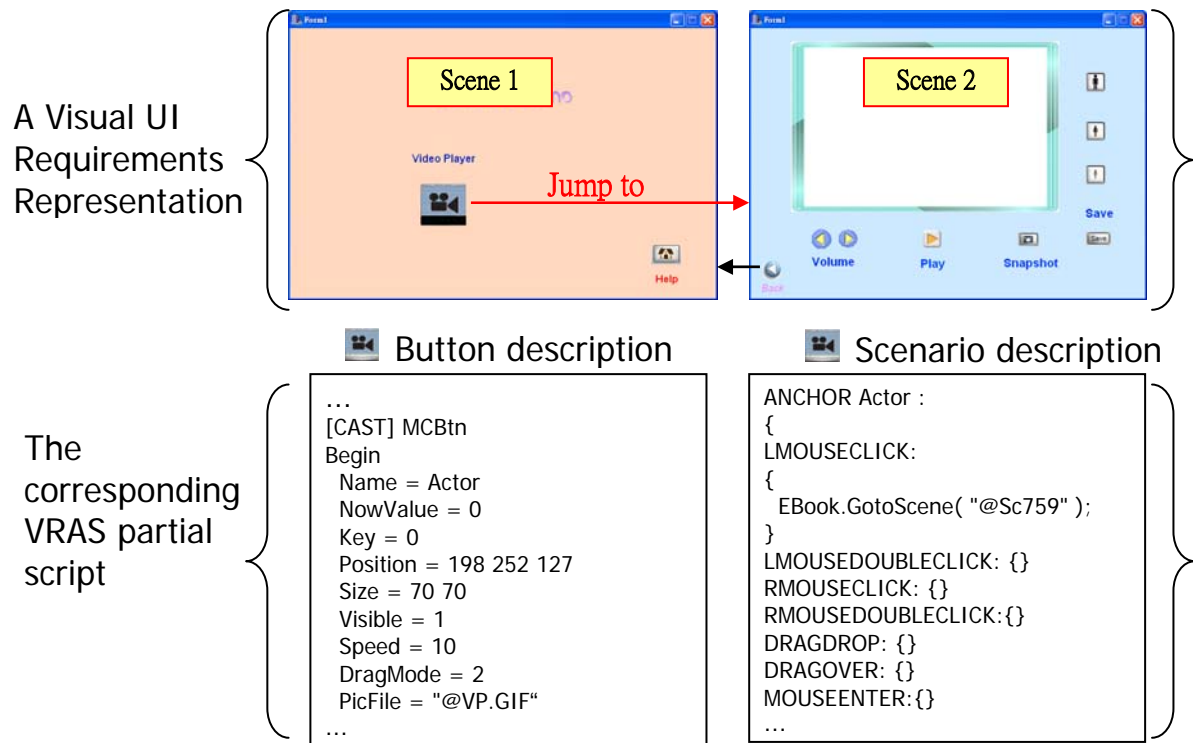 Form1
Form1
A Visual UI
Requirements
Representation
Scene 1
Video Player
Jump to
Help
Scene 2
Save
Save
Volume
Play
Snapshot
Back
Button description
Scenario description
The
corresponding
VRAS partial
script
...
[CAST] MCBtn
Begin
Name = Actor
NowValue = 0
Key = 0
Position = 198 252 127
Size = 70 70
Visible = 1
Speed = 10
DragMode = 2
PicFile = "@VP.GIF“
...
ANCHOR Actor :
{
LMOUSECLICK:
{
EBook.GotoScene( "@Sc759" );
}
LMOUSEDOUBLECLICK: {}
RMOUSECLICK: {}
RMOUSEDOUBLECLICK:{}
DRAGDROP: {}
DRAGOVER: {}
MOUSEENTER:{}
...